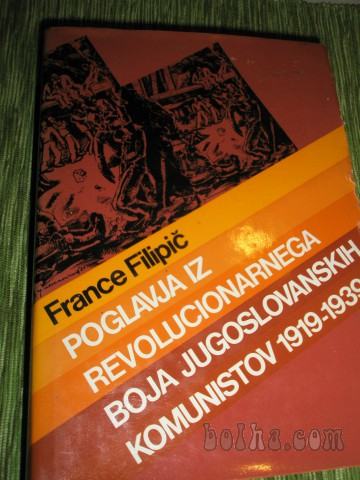 France Filipič
POGLAVJA IZ
REVOLUCIONARNEGA
BOJA JUGOSLOVANSKIH
KOMUNISTOV 1919-1939
bolha.com